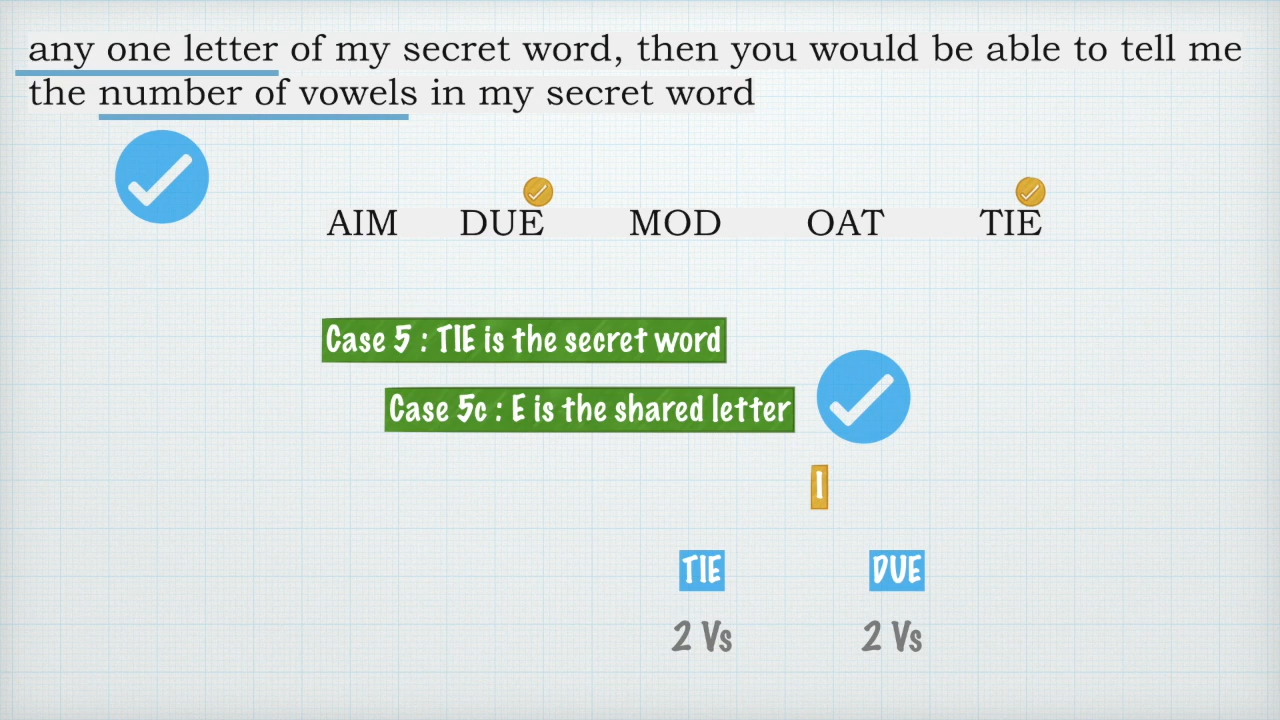 any one letter of my secret word, then you would be able to tell me
the number of vowels in my secret word
AIM DUE MOD OAT TIE
Case 5 : TIE is the secret word
Case 5c : E is the shared letter
I
TIE DUE
2 Vs 2 Vs